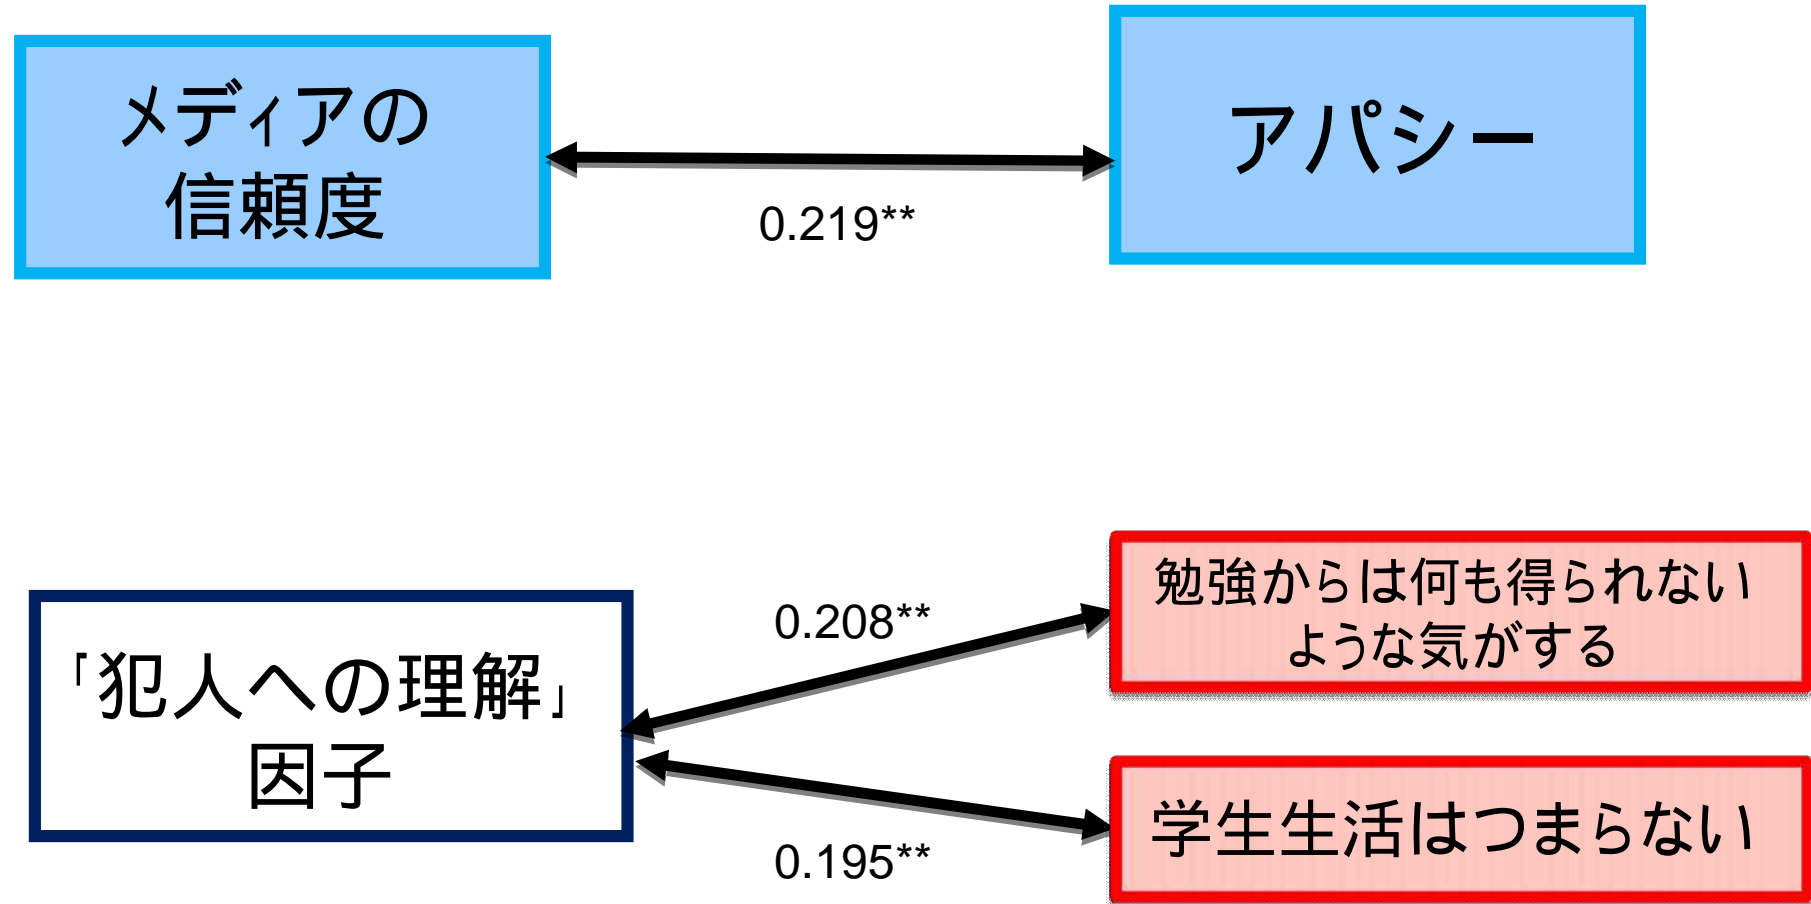 メディアの
信頼度
アパシー
0.219**
「犯人への理解」
因子
0.208**
勉強からは何も得られない
ような気がする
0.195**
学生生活はつまらない